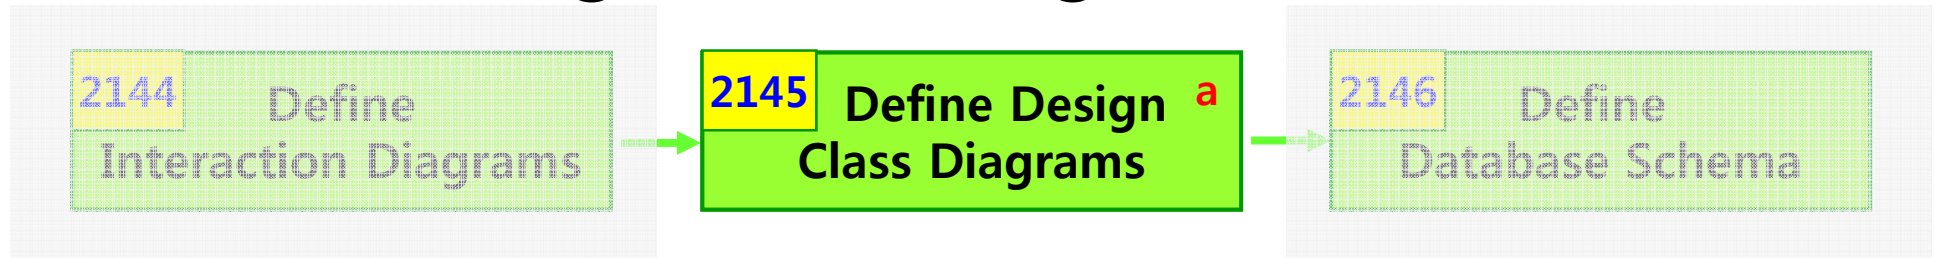 2144
Define
Interaction Diagrams
2145
Define Design a
Class Diagrams
2146
Define
Database Schema